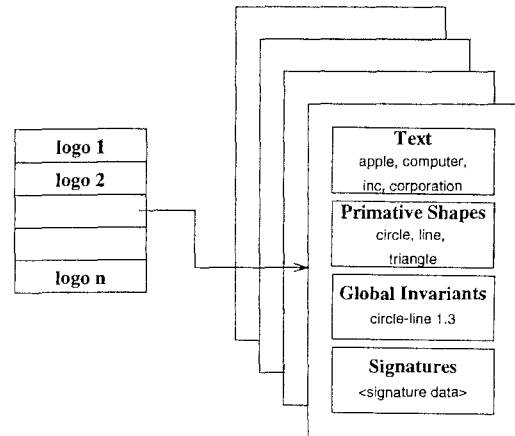 logo 1
logo 2
logo n
Text
apple, computer,
inc, corporation
Primative Shapes
circle, line,
triangle
Global Invariants
circle-line 1.3
Signatures
<signature data>